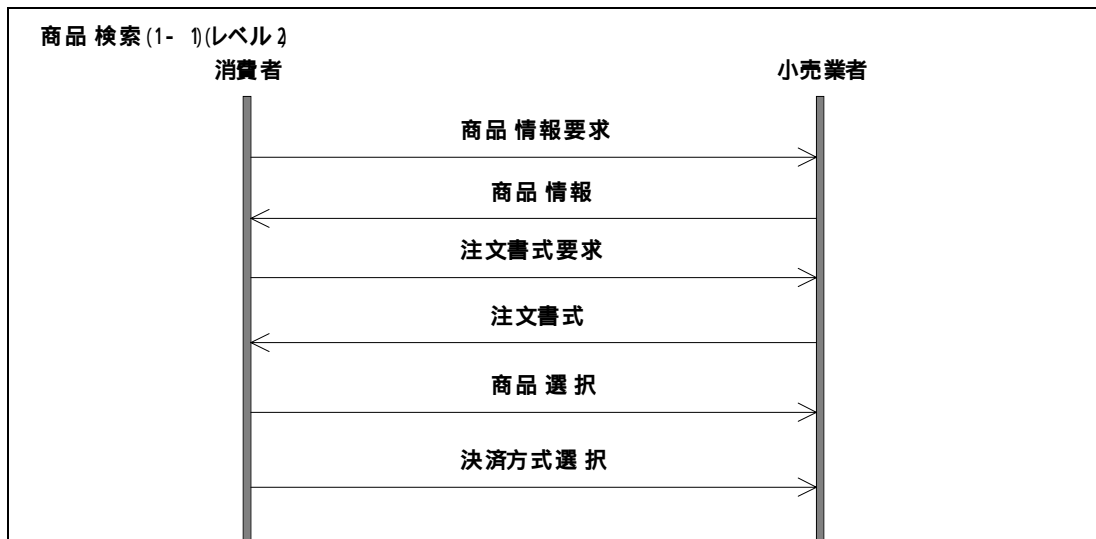 商品検索(1-1)(レベル2)
消費者 小売業者
商品情報要求
商品情報
注文書式要求
注文書式
商品選択
決済方式選択